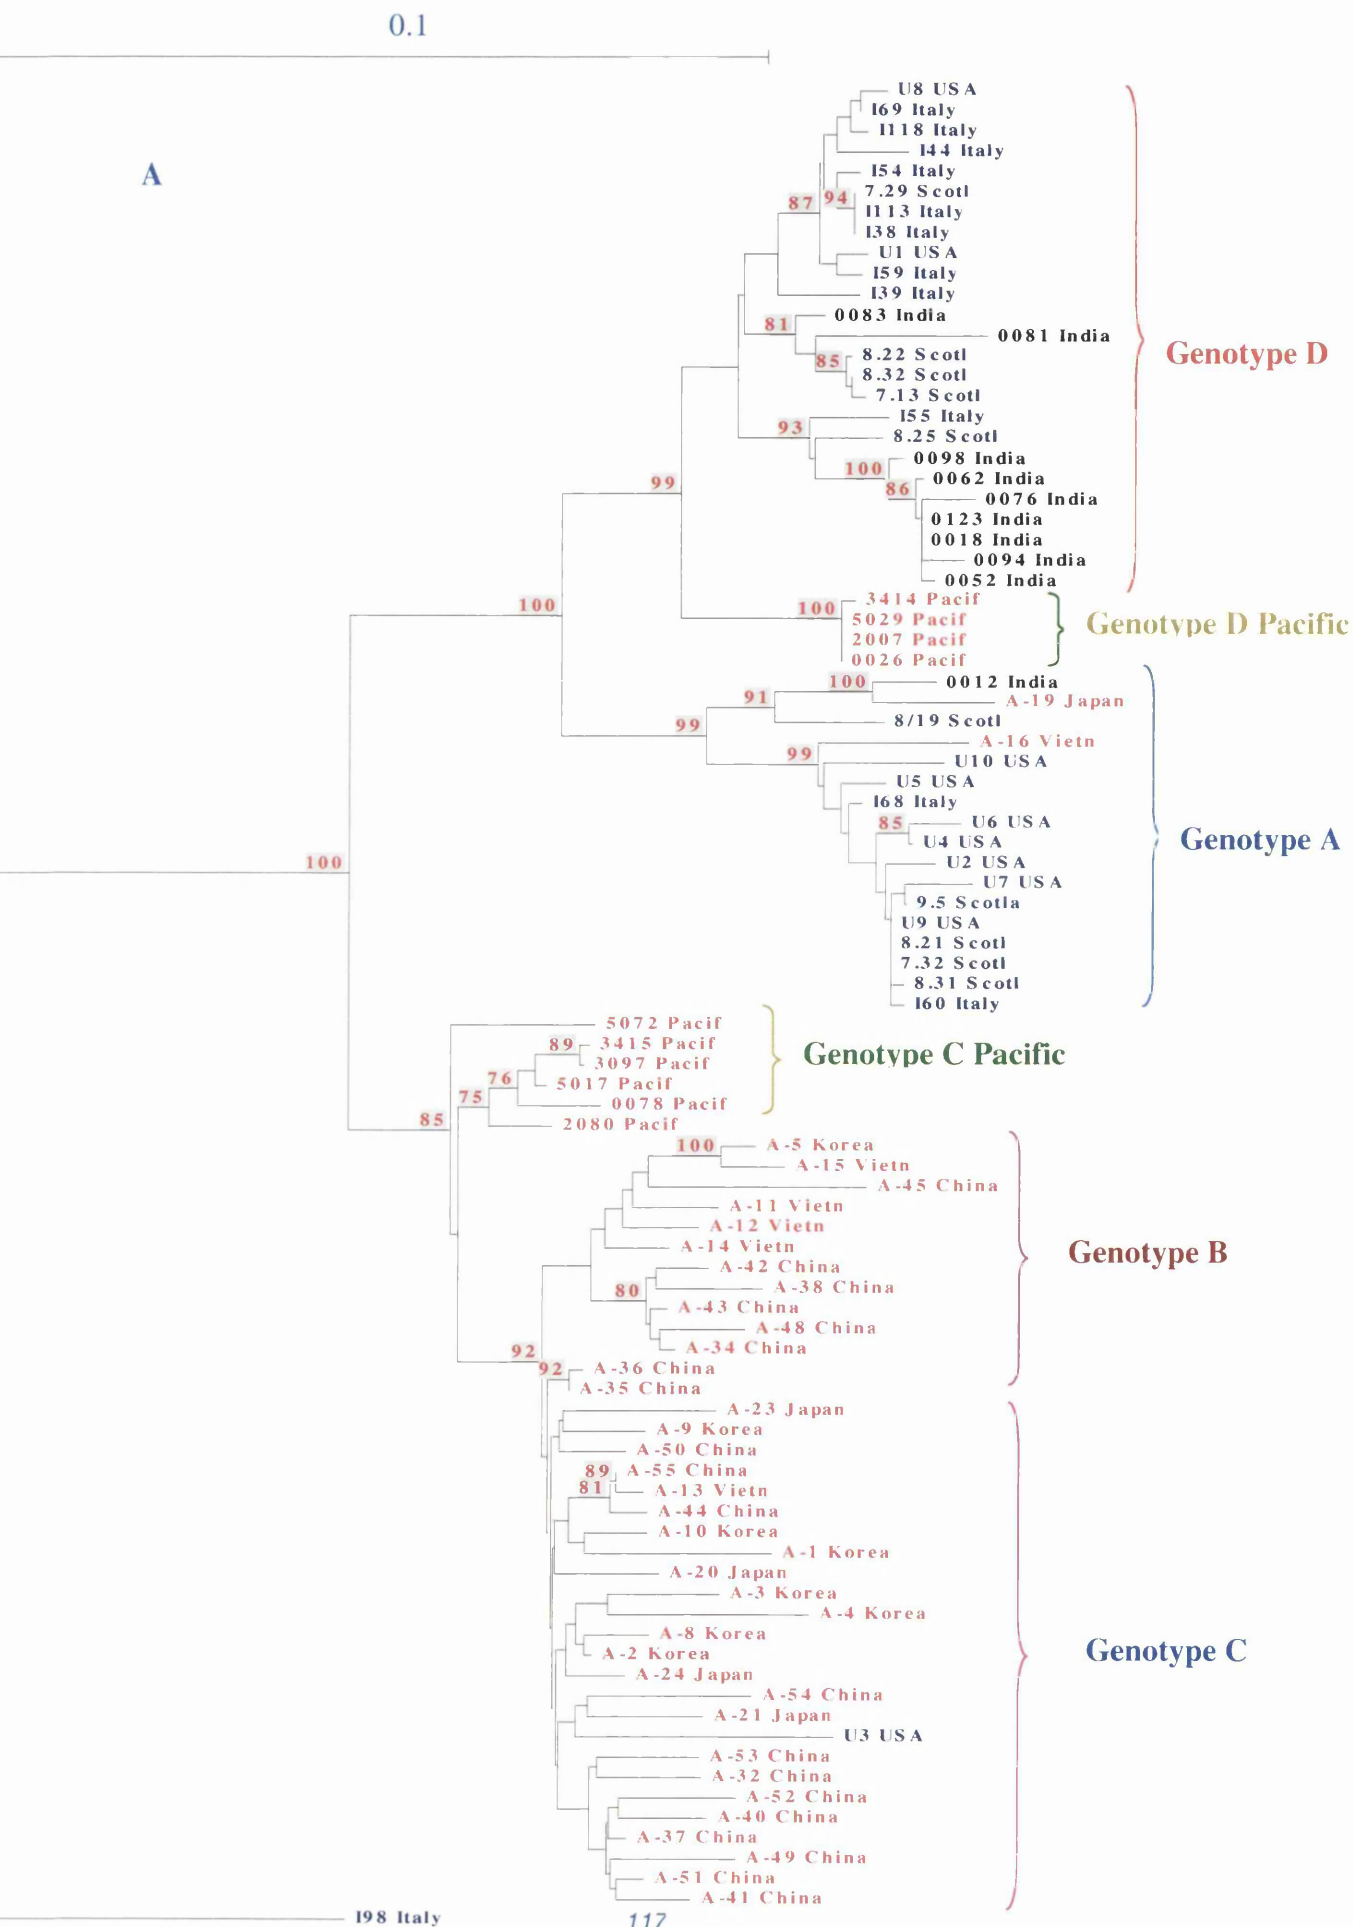 0.1
A
U8 USA
I69 Italy
I118 Italy
I44 Italy
I54 Italy
87 94 7.29 Scotl
I113 Italy
I38 Italy
U1 USA
I59 Italy
I39 Italy
0083 India
81
0081 India
Genotype D
8.22 Scotl
85
8.32 Scotl
7.13 Scotl
I55 Italy
93
8.25 Scotl
0098 India
100
0062 India
99
86
0076 India
0123 India
0018 India
0094 India
0052 India
3414 Pacif
100
100
5029 Pacif
Genotype D Pacific
2007 Pacif
0026 Pacif
100 0012 India
91
A-19 Japan
8/19 Scotl
99
A-16 Vietn
99
U10 USA
U5 USA
I68 Italy
85
U6 USA
U4 USA
Genotype A
100
U2 USA
U7 USA
9.5 Scotla
U9 USA
8.21 Scotl
7.32 Scotl
8.31 Scotl
I60 Italy
5072 Pacif
89 3415 Pacif
Genotype C Pacific
3097 Pacif
76
5017 Pacif
75
0078 Pacif
85
2080 Pacif
100 A-5 Korea
A-15 Vietn
A-45 China
A-11 Vietn
A-12 Vietn
A-14 Vietn
Genotype B
A-42 China
80
A-38 China
A-43 China
A-48 China
A-34 China
92
92 A-36 China
A-35 China
A-23 Japan
A-9 Korea
A-50 China
89 A-55 China
81
A-13 Vietn
A-44 China
A-10 Korea
A-1 Korea
A-20 Japan
A-3 Korea
A-4 Korea
A-8 Korea
A-2 Korea
Genotype C
A-24 Japan
A-54 China
A-21 Japan
U3 USA
A-53 China
A-32 China
A-52 China
A-40 China
A-37 China
A-49 China
A-51 China
A-41 China
I98 Italy
117